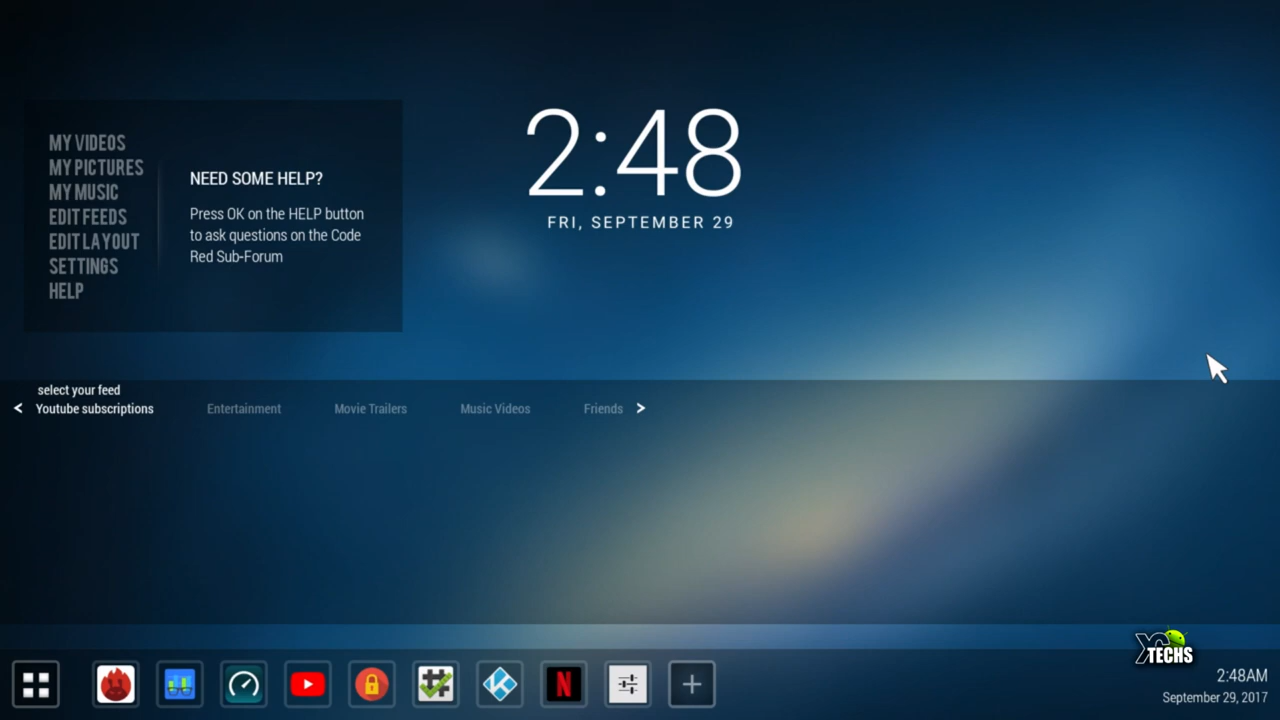 MY VIDEOS
MY PICTURES
MY MUSIC
EDIT FEEDS
EDIT LAYOUT
SETTINGS
HELP
NEED SOME HELP?
Press OK on the HELP button
to ask questions on the Code
Red Sub-Forum
2:48
FRI, SEPTEMBER 29
select your feed
Youtube subscriptions
Entertainment
Movie Trailers
Music Videos
Friends
N
TECHS
2:48AM
September 29, 2017